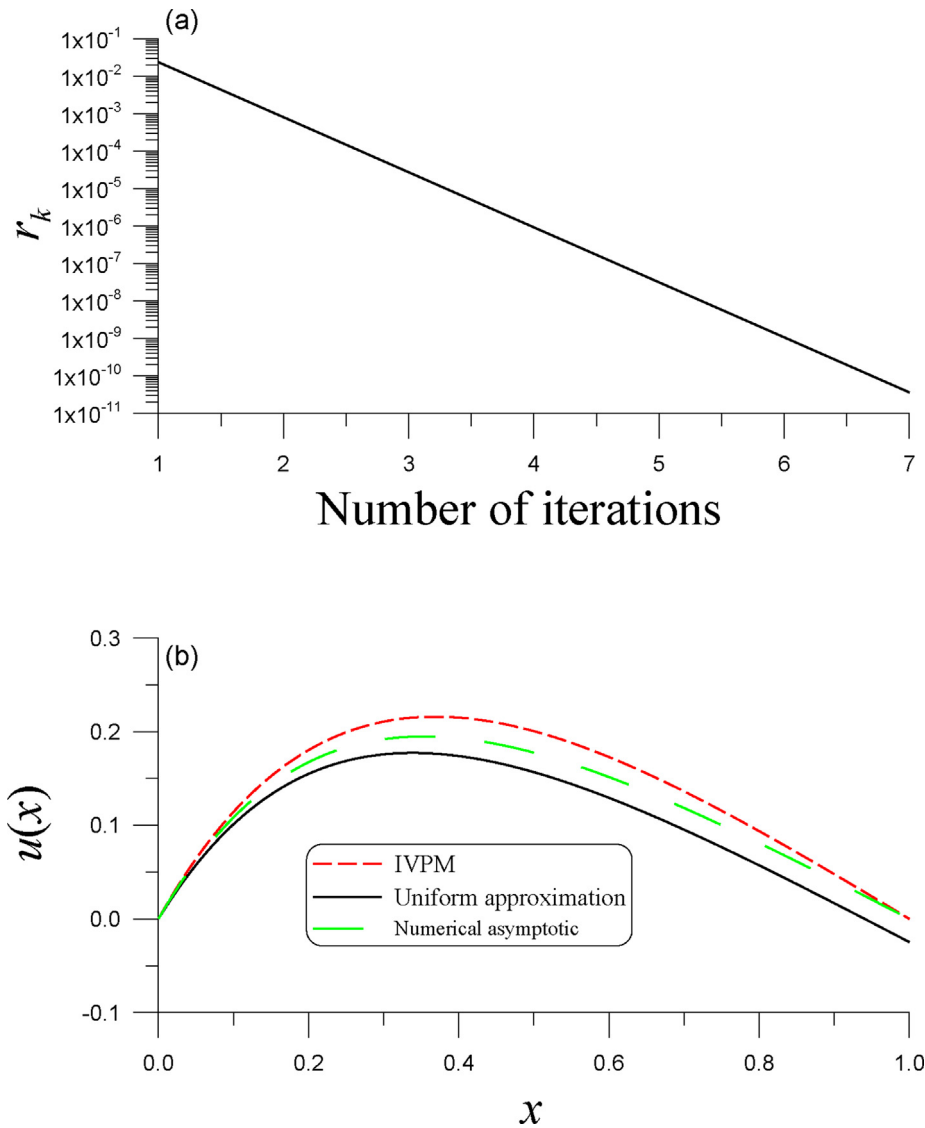 (a)
1x10⁻¹
1x10⁻²
1x10⁻³
1x10⁻⁴
1x10⁻⁵
1x10⁻⁶
1x10⁻⁷
1x10⁻⁸
1x10⁻⁹
1x10⁻¹⁰
1x10⁻¹¹
rₖ
1 2 3 4 5 6 7
Number of iterations
(b)
0.3
0.2
0.1
0.0
-0.1
u(x)
IVPM
Uniform approximation
Numerical asymptotic
0.0 0.2 0.4 0.6 0.8 1.0
x